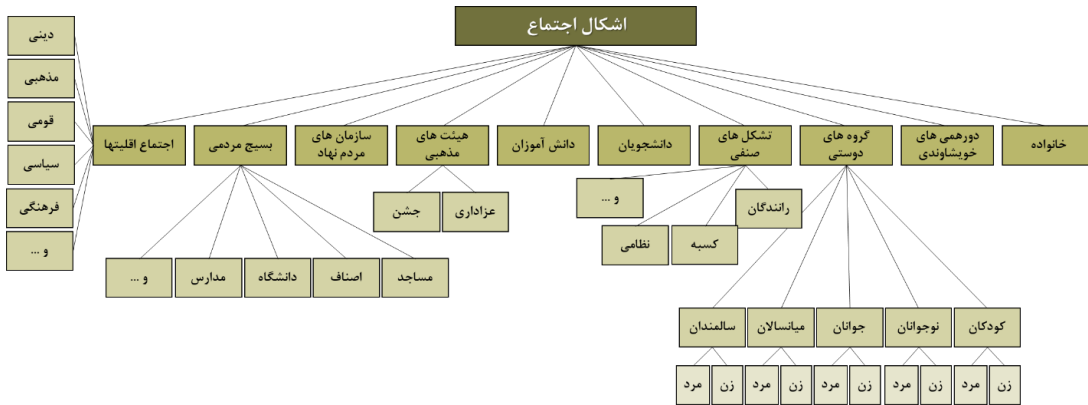 اشکال اجتماع
خانواده
دورهمی های
خویشاوندی
گروه های
دوستی
تشکل های
صنفی
دانشجویان
دانش آموزان
هیئت های
مذهبی
سازمان های
مردم نهاد
بسیج مردمی
اجتماع اقلیتها
کودکان
نوجوانان
جوانان
میانسالان
سالمندان
زن
مرد
زن
مرد
زن
مرد
زن
مرد
زن
مرد
رانندگان
کسبه
نظامی
و ...
عزاداری
جشن
مساجد
اصناف
دانشگاه
مدارس
و ...
دینی
مذهبی
قومی
سیاسی
فرهنگی
و ...